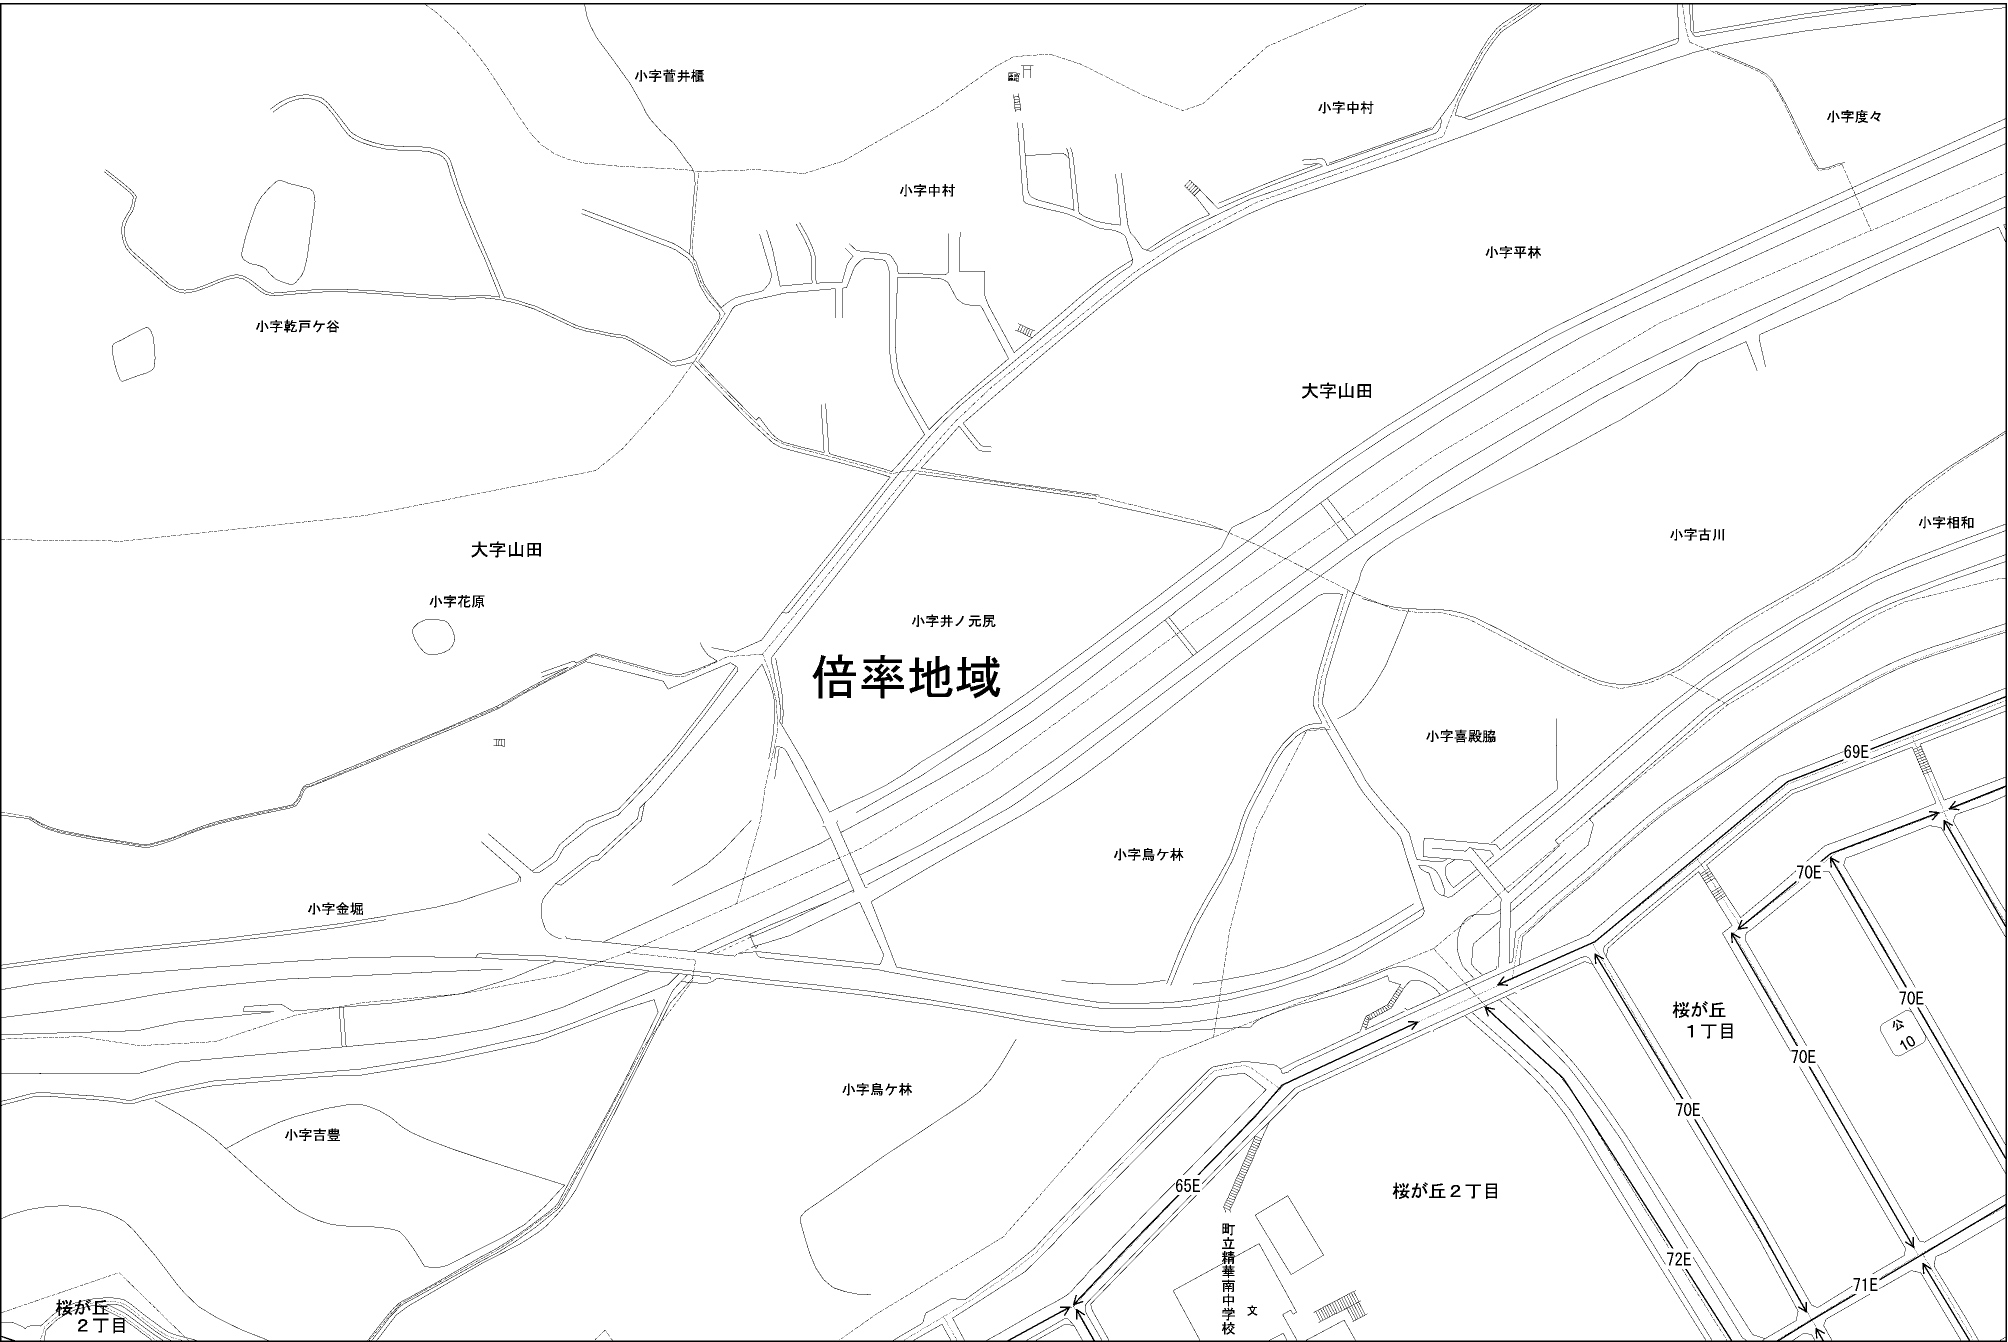 小字菅井櫃
小字中村
小字度々
小字中村
小字平林
小字乾戸ケ谷
大字山田
小字相和
小字古川
大字山田
小字花原
小字井ノ元尻
倍率地域
小字喜殿脇
69E
小字鳥ケ林
70E
小字金堀
70E
桜が丘
１丁目
公
10
70E
小字鳥ケ林
70E
小字吉豊
65E
桜が丘２丁目
町立精華南中学校
文
72E
71E
桜が丘
２丁目